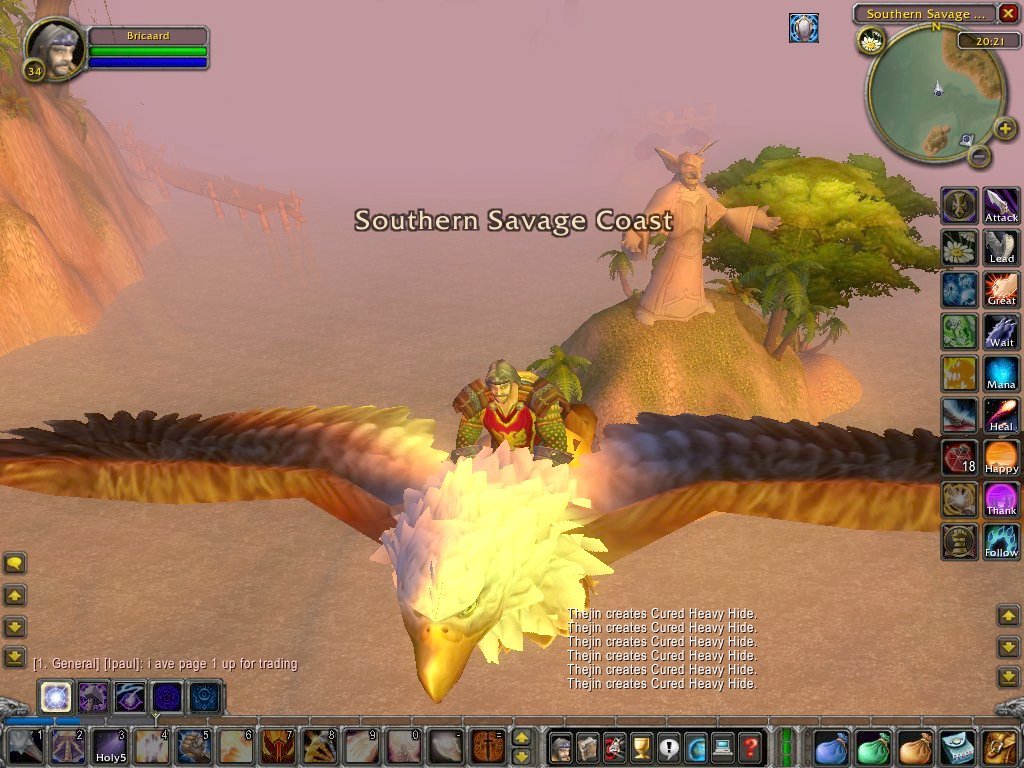 Bricaard
34
Southern Savage ...
N
20:21
Southern Savage Coast
Attack
Lead
Great
Wait
Mana
Heal
18
Happy
Thank
Follow
Thejin creates Cured Heavy Hide.
Thejin creates Cured Heavy Hide.
Thejin creates Cured Heavy Hide.
Thejin creates Cured Heavy Hide.
Thejin creates Cured Heavy Hide.
Thejin creates Cured Heavy Hide.
[1. General] [Ipaul]: i ave page 1 up for trading
1 2 3 4 5 6 7 8 9 0 - =
Holy5